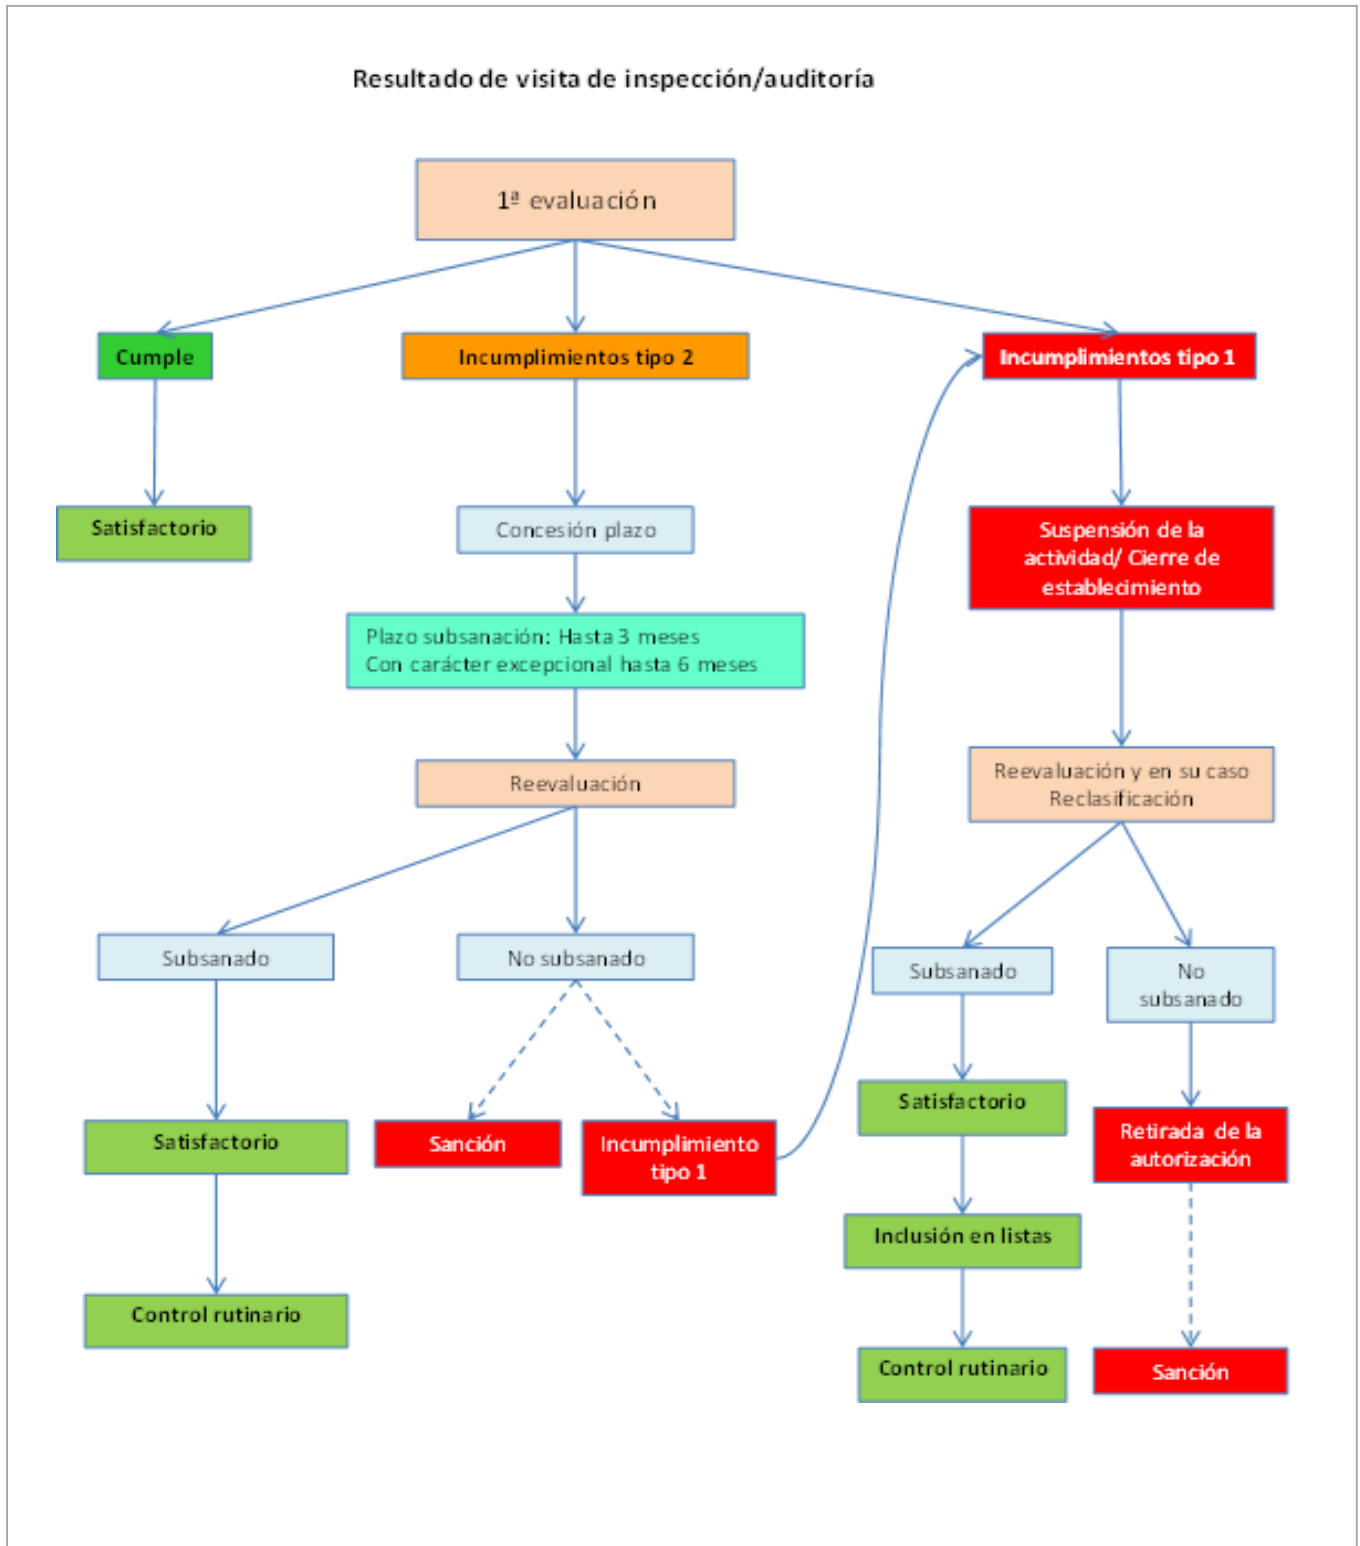 Resultado de visita de inspección/auditoría
1ª evaluación
Cumple
Incumplimientos tipo 2
Incumplimientos tipo 1
Satisfactorio
Concesión plazo
Suspensión de la
actividad/ Cierre de
establecimiento
Plazo subsanación: Hasta 3 meses
Con carácter excepcional hasta 6 meses
Reevaluación
Reevaluación y en su caso
Reclasificación
Subsanado
No subsanado
Subsanado
No
subsanado
Satisfactorio
Sanción
Incumplimiento
tipo 1
Satisfactorio
Retirada de la
autorización
Inclusión en listas
Control rutinario
Control rutinario
Sanción